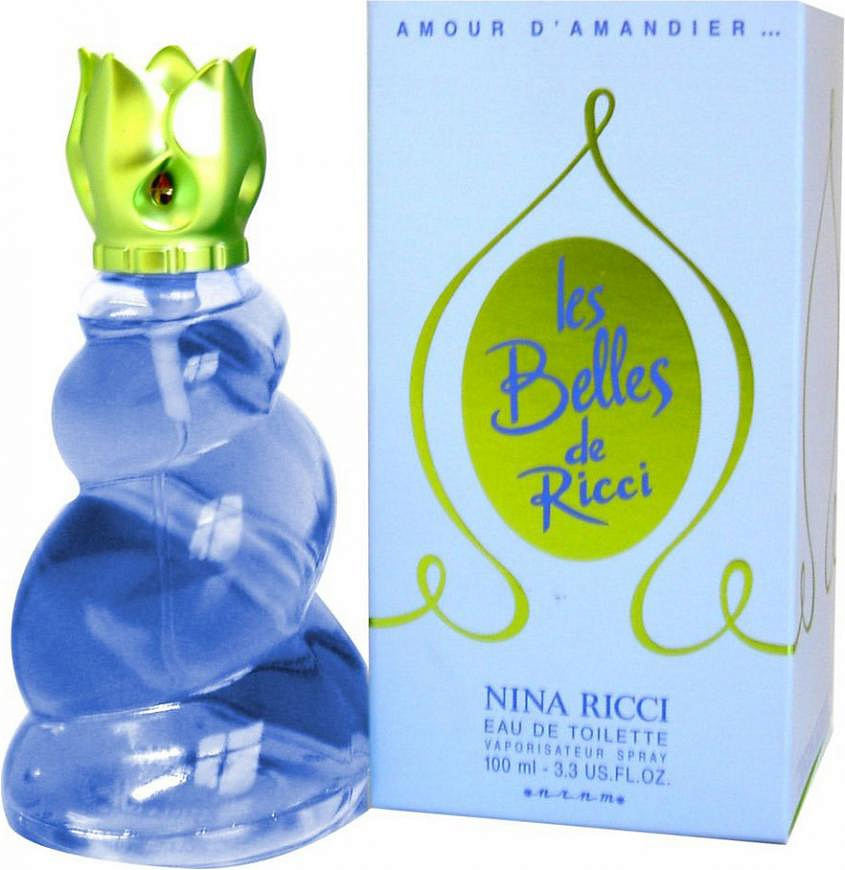 AMOUR D'AMANDIER ...
les
Belles
de
Ricci
NINA RICCI
EAU DE TOILETTE
VAPORISATEUR SPRAY
100 ml - 3.3 US.FL.OZ.